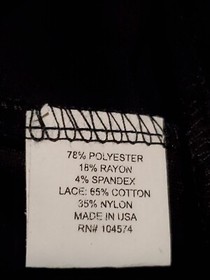 78% POLYESTER
18% RAYON
4% SPANDEX
LACE: 65% COTTON
35% NYLON
MADE IN USA
RN# 104574